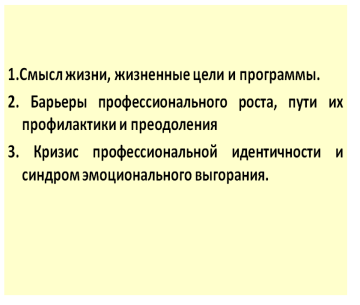 1.Смысл жизни, жизненные цели и программы.
2. Барьеры профессионального роста, пути их
профилактики и преодоления
3. Кризис профессиональной идентичности и
синдром эмоционального выгорания.